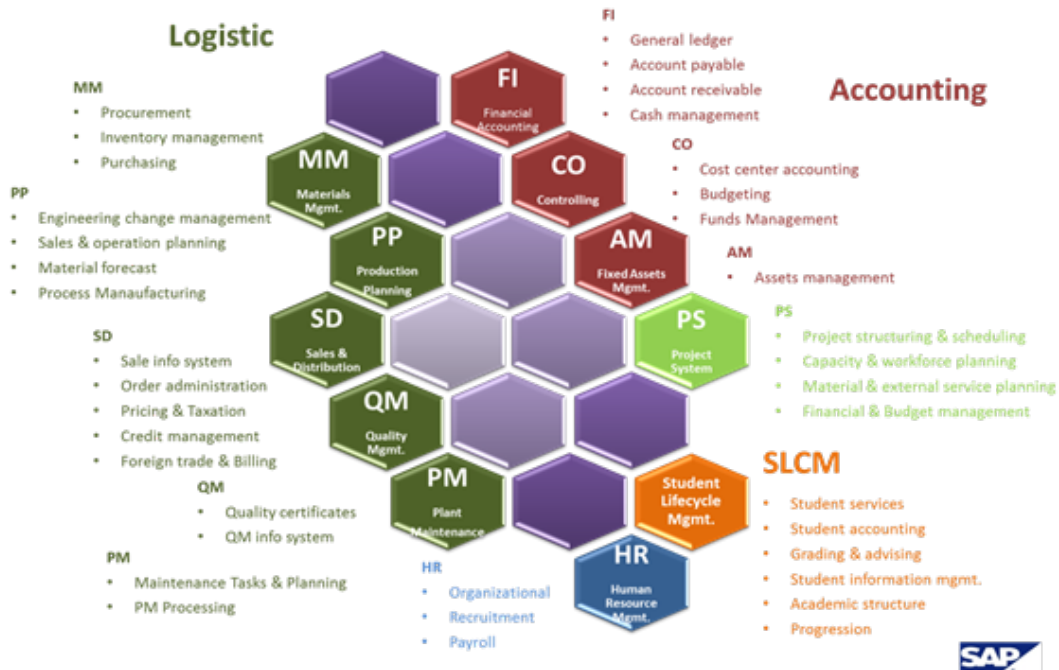 Logistic
MM
• Procurement
• Inventory management
• Purchasing
PP
• Engineering change management
• Sales & operation planning
• Material forecast
• Process Manaufacturing
SD
• Sale info system
• Order administration
• Pricing & Taxation
• Credit management
• Foreign trade & Billing
QM
• Quality certificates
• QM info system
PM
• Maintenance Tasks & Planning
• PM Processing
FI
Financial
Accounting
MM
Materials
Mgmt.
CO
Controlling
PP
Production
Planning
AM
Fixed Assets
Mgmt.
SD
Sales &
Distribution
PS
Project
System
QM
Quality
Mgmt.
PM
Plant
Maintenance
Student
Lifecycle
Mgmt.
HR
Human
Resource
Mgmt.
HR
• Organizational
• Recruitment
• Payroll
FI
• General ledger
• Account payable
• Account receivable
• Cash management
Accounting
CO
• Cost center accounting
• Budgeting
• Funds Management
AM
• Assets management
PS
• Project structuring & scheduling
• Capacity & workforce planning
• Material & external service planning
• Financial & Budget management
SLCM
• Student services
• Student accounting
• Grading & advising
• Student information mgmt.
• Academic structure
• Progression
SAP